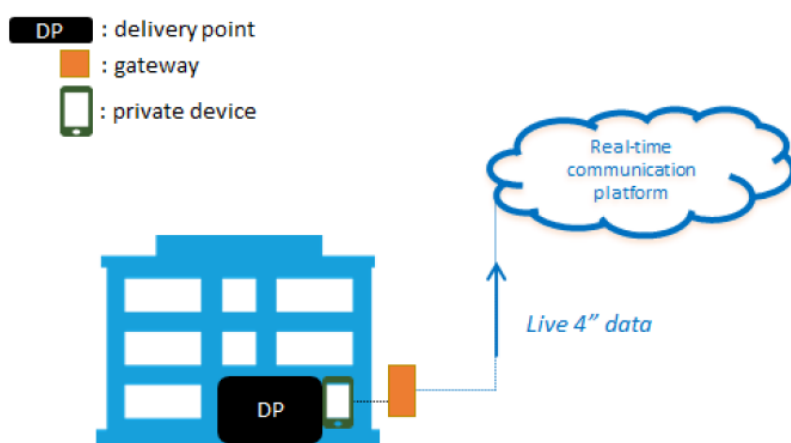 DP : delivery point
: gateway
: private device
Real-time
communication
platform
Live 4” data
DP